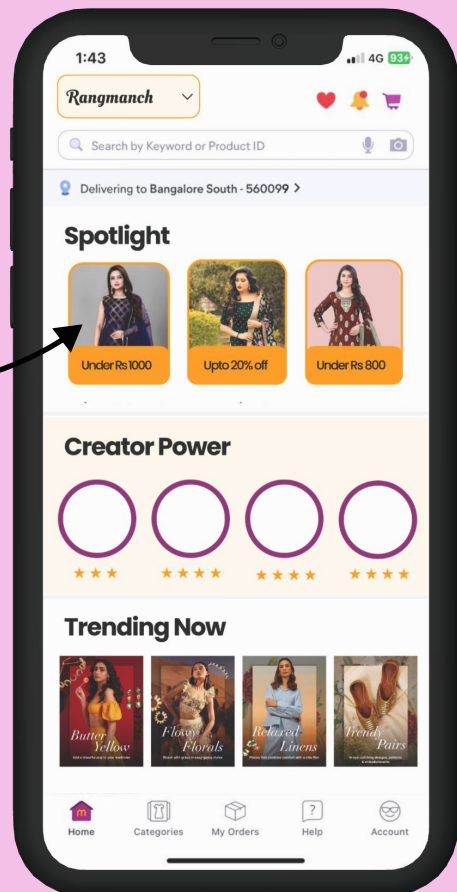 1:43
4G 93
Rangmanch
Search by Keyword or Product ID
Delivering to Bangalore South - 560099 >
Spotlight
Under Rs 1000
Upto 20% off
Under Rs 800
Creator Power
Trending Now
Butter
Yellow
Flowy
Florals
Relaxed
Linens
Trendy
Pairs
m
Home
Categories
My Orders
?
Help
Account